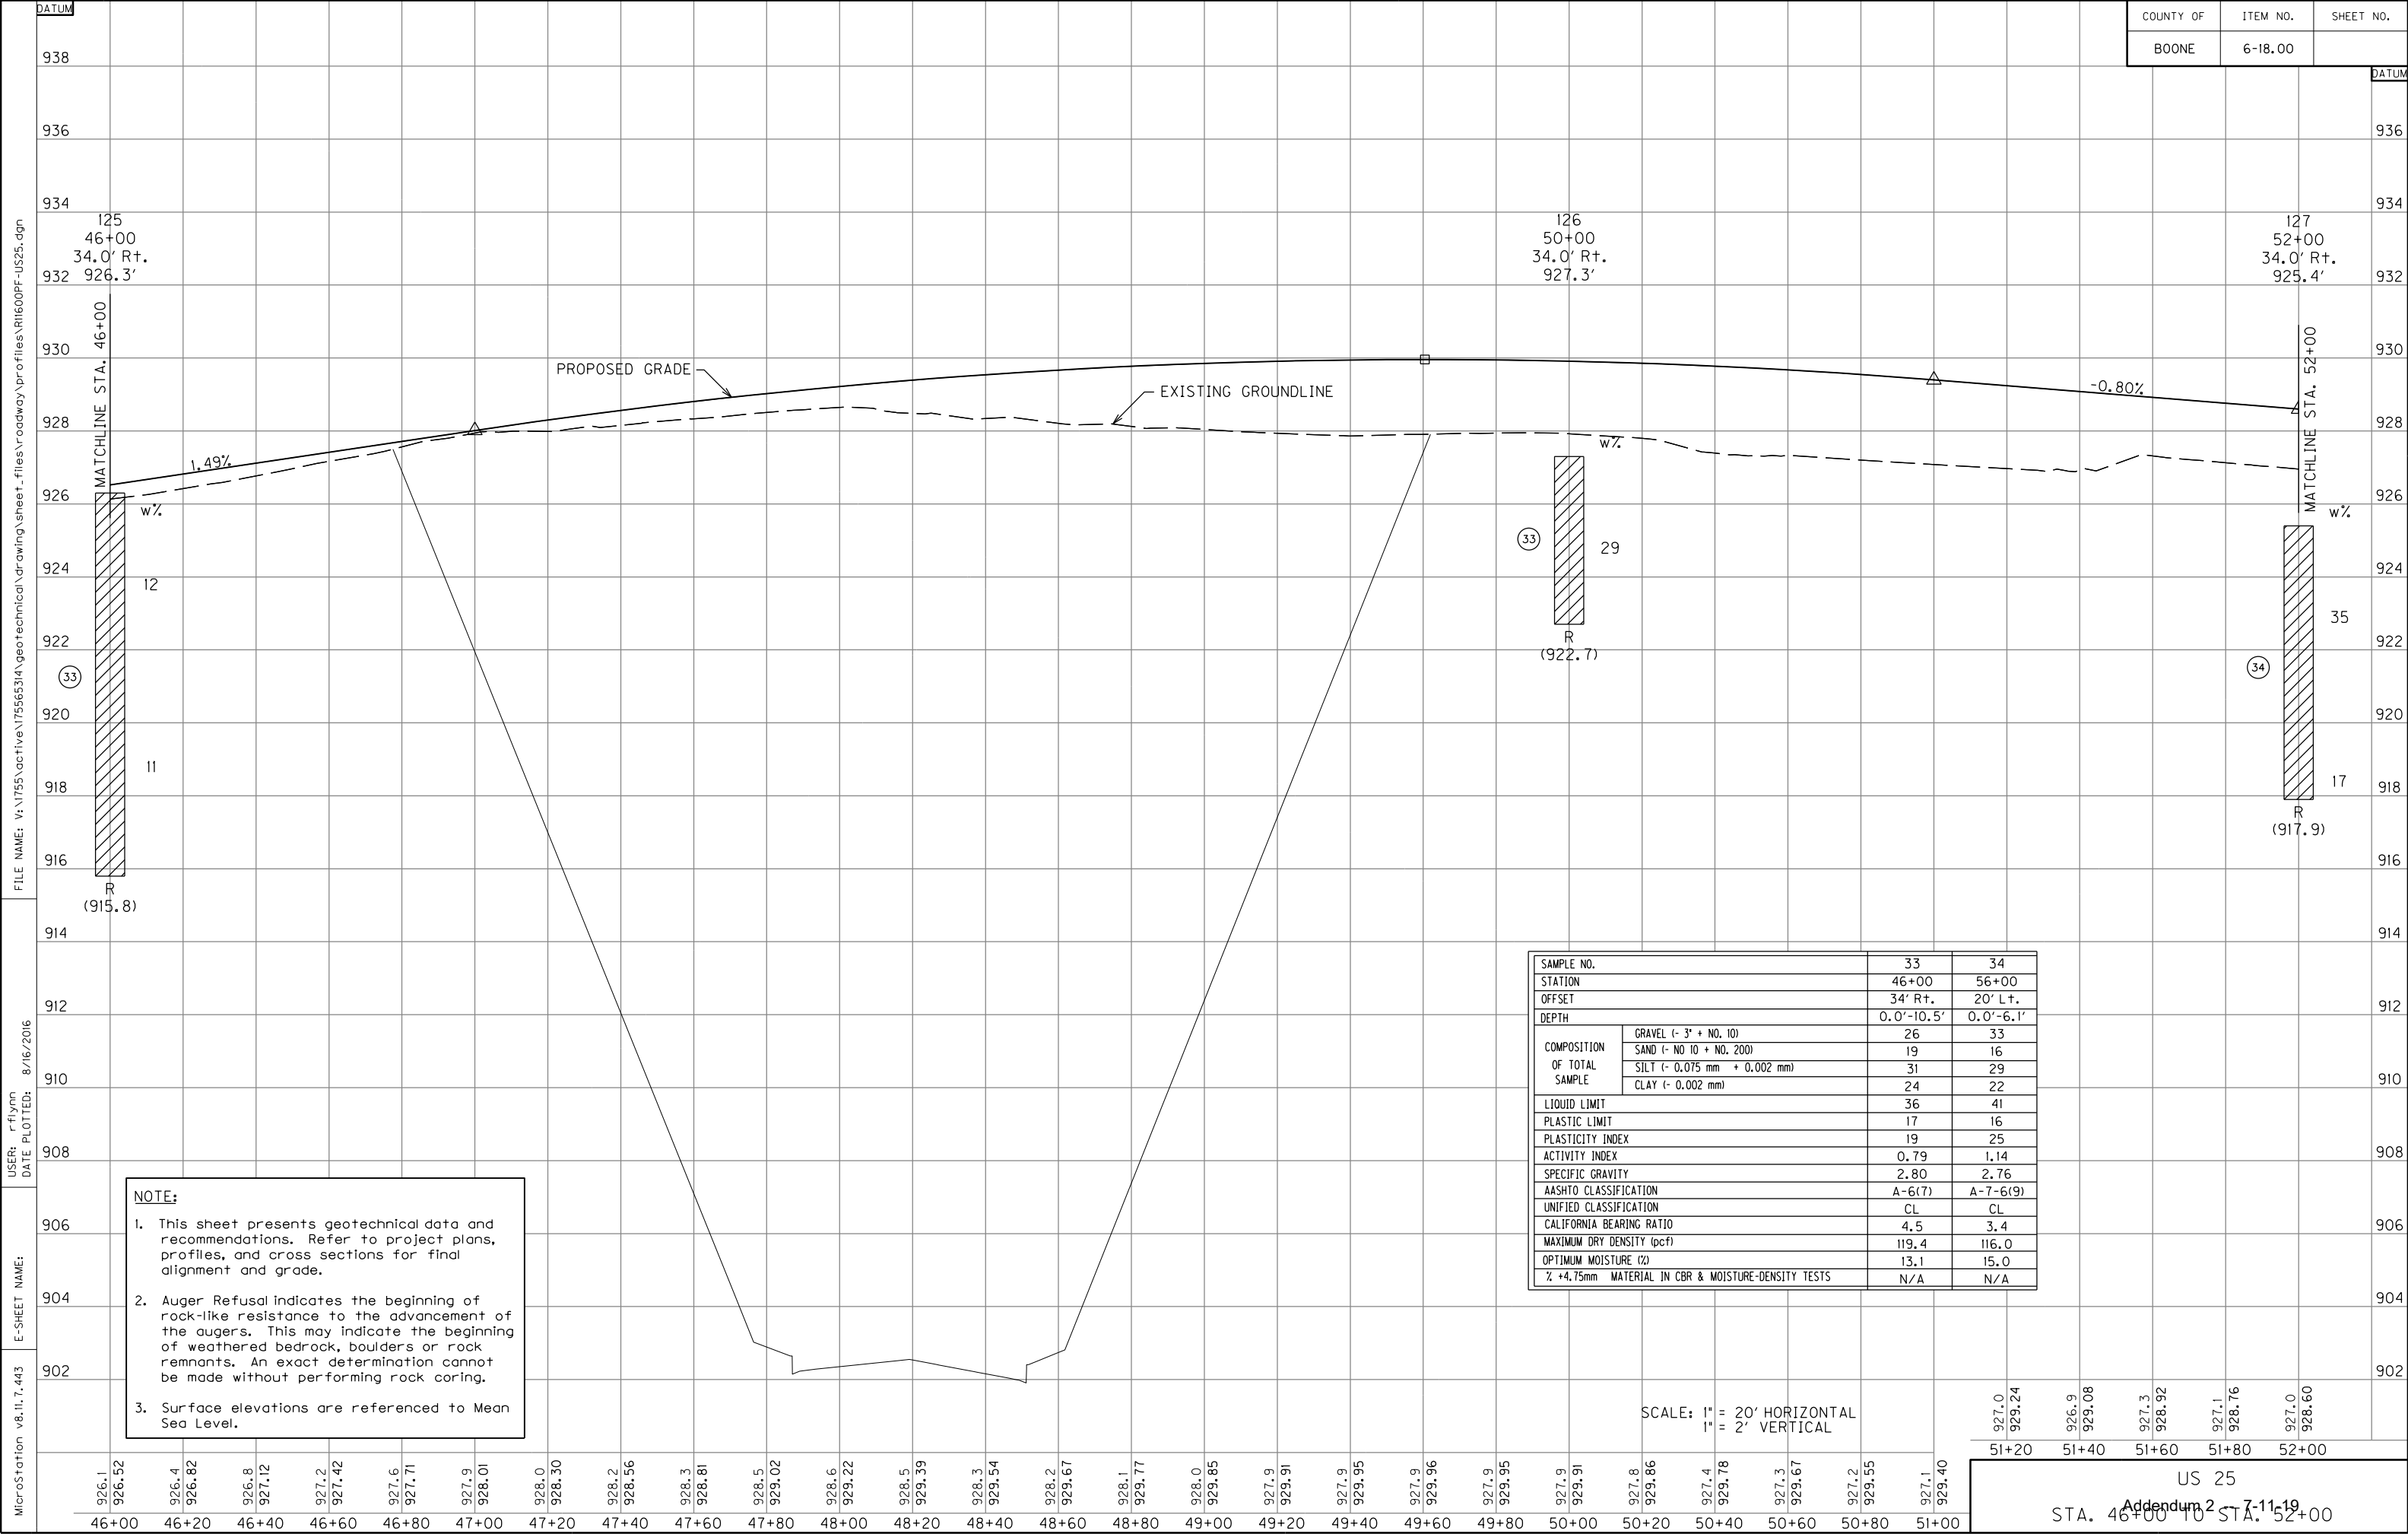 DATUM
COUNTY OF ITEM NO. SHEET NO.
BOONE 6-18.00
DATUM
938
936 936
934 934
932 932
930 930
928 928
926 926
924 924
922 922
920 920
918 918
916 916
914 914
912 912
910 910
908 908
906 906
904 904
902 902
125
46+00
34.0' Rt.
926.3'
126
50+00
34.0' Rt.
927.3'
127
52+00
34.0' Rt.
925.4'
MATCHLINE STA. 46+00
MATCHLINE STA. 52+00
PROPOSED GRADE
EXISTING GROUNDLINE
1.49%
-0.80%
w%
12
33
11
R
(915.8)
w%
33
29
R
(922.7)
w%
35
34
17
R
(917.9)
SAMPLE NO. 33 34
STATION 46+00 56+00
OFFSET 34' Rt. 20' Lt.
DEPTH 0.0'-10.5' 0.0'-6.1'
COMPOSITION
OF TOTAL
SAMPLE
GRAVEL (- 3" + NO. 10) 26 33
SAND (- NO 10 + NO. 200) 19 16
SILT (- 0.075 mm + 0.002 mm) 31 29
CLAY (- 0.002 mm) 24 22
LIQUID LIMIT 36 41
PLASTIC LIMIT 17 16
PLASTICITY INDEX 19 25
ACTIVITY INDEX 0.79 1.14
SPECIFIC GRAVITY 2.80 2.76
AASHTO CLASSIFICATION A-6(7) A-7-6(9)
UNIFIED CLASSIFICATION CL CL
CALIFORNIA BEARING RATIO 4.5 3.4
MAXIMUM DRY DENSITY (pcf) 119.4 116.0
OPTIMUM MOISTURE (%) 13.1 15.0
% +4.75mm MATERIAL IN CBR & MOISTURE-DENSITY TESTS N/A N/A
NOTE:
1. This sheet presents geotechnical data and
recommendations. Refer to project plans,
profiles, and cross sections for final
alignment and grade.
2. Auger Refusal indicates the beginning of
rock-like resistance to the advancement of
the augers. This may indicate the beginning
of weathered bedrock, boulders or rock
remnants. An exact determination cannot
be made without performing rock coring.
3. Surface elevations are referenced to Mean
Sea Level.
SCALE: 1" = 20' HORIZONTAL
1" = 2' VERTICAL
927.0 926.9 927.3 927.1 927.0
929.24 929.08 928.92 928.76 928.60
51+20 51+40 51+60 51+80 52+00
926.1 926.4 926.8 927.2 927.6 927.9 928.0 928.2 928.3 928.5 928.6 928.5 928.3 928.2 928.1 928.0 927.9 927.9 927.9 927.9 927.9 927.8 927.4 927.3 927.2 927.1
926.52 926.82 927.12 927.42 927.71 928.01 928.30 928.56 928.81 929.02 929.22 929.39 929.54 929.67 929.77 929.85 929.91 929.95 929.96 929.95 929.91 929.86 929.78 929.67 929.55 929.40
46+00 46+20 46+40 46+60 46+80 47+00 47+20 47+40 47+60 47+80 48+00 48+20 48+40 48+60 48+80 49+00 49+20 49+40 49+60 49+80 50+00 50+20 50+40 50+60 50+80 51+00
US 25
Addendum 2 -- 7-11-19
STA. 46+00 TO STA. 52+00
FILE NAME: V:\1755\active\175565314\geotechnical\drawing\sheet_files\roadway\profiles\R11600PF-US25.dgn
USER: rflynn
DATE PLOTTED: 8/16/2016
E-SHEET NAME:
MicroStation v8.11.7.443